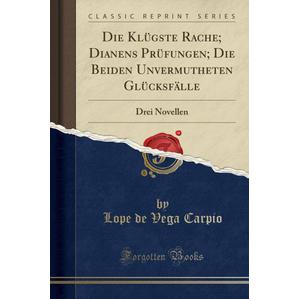 CLASSIC REPRINT SERIES
DIE KLÜGSTE RACHE; DIANENS
PRÜFUNGEN; DIE BEIDEN
UNVERMUTHETEN
GLÜCKSFÄLLE
Drei Novellen
by
Lope de Vega Carpio
Forgotten Books